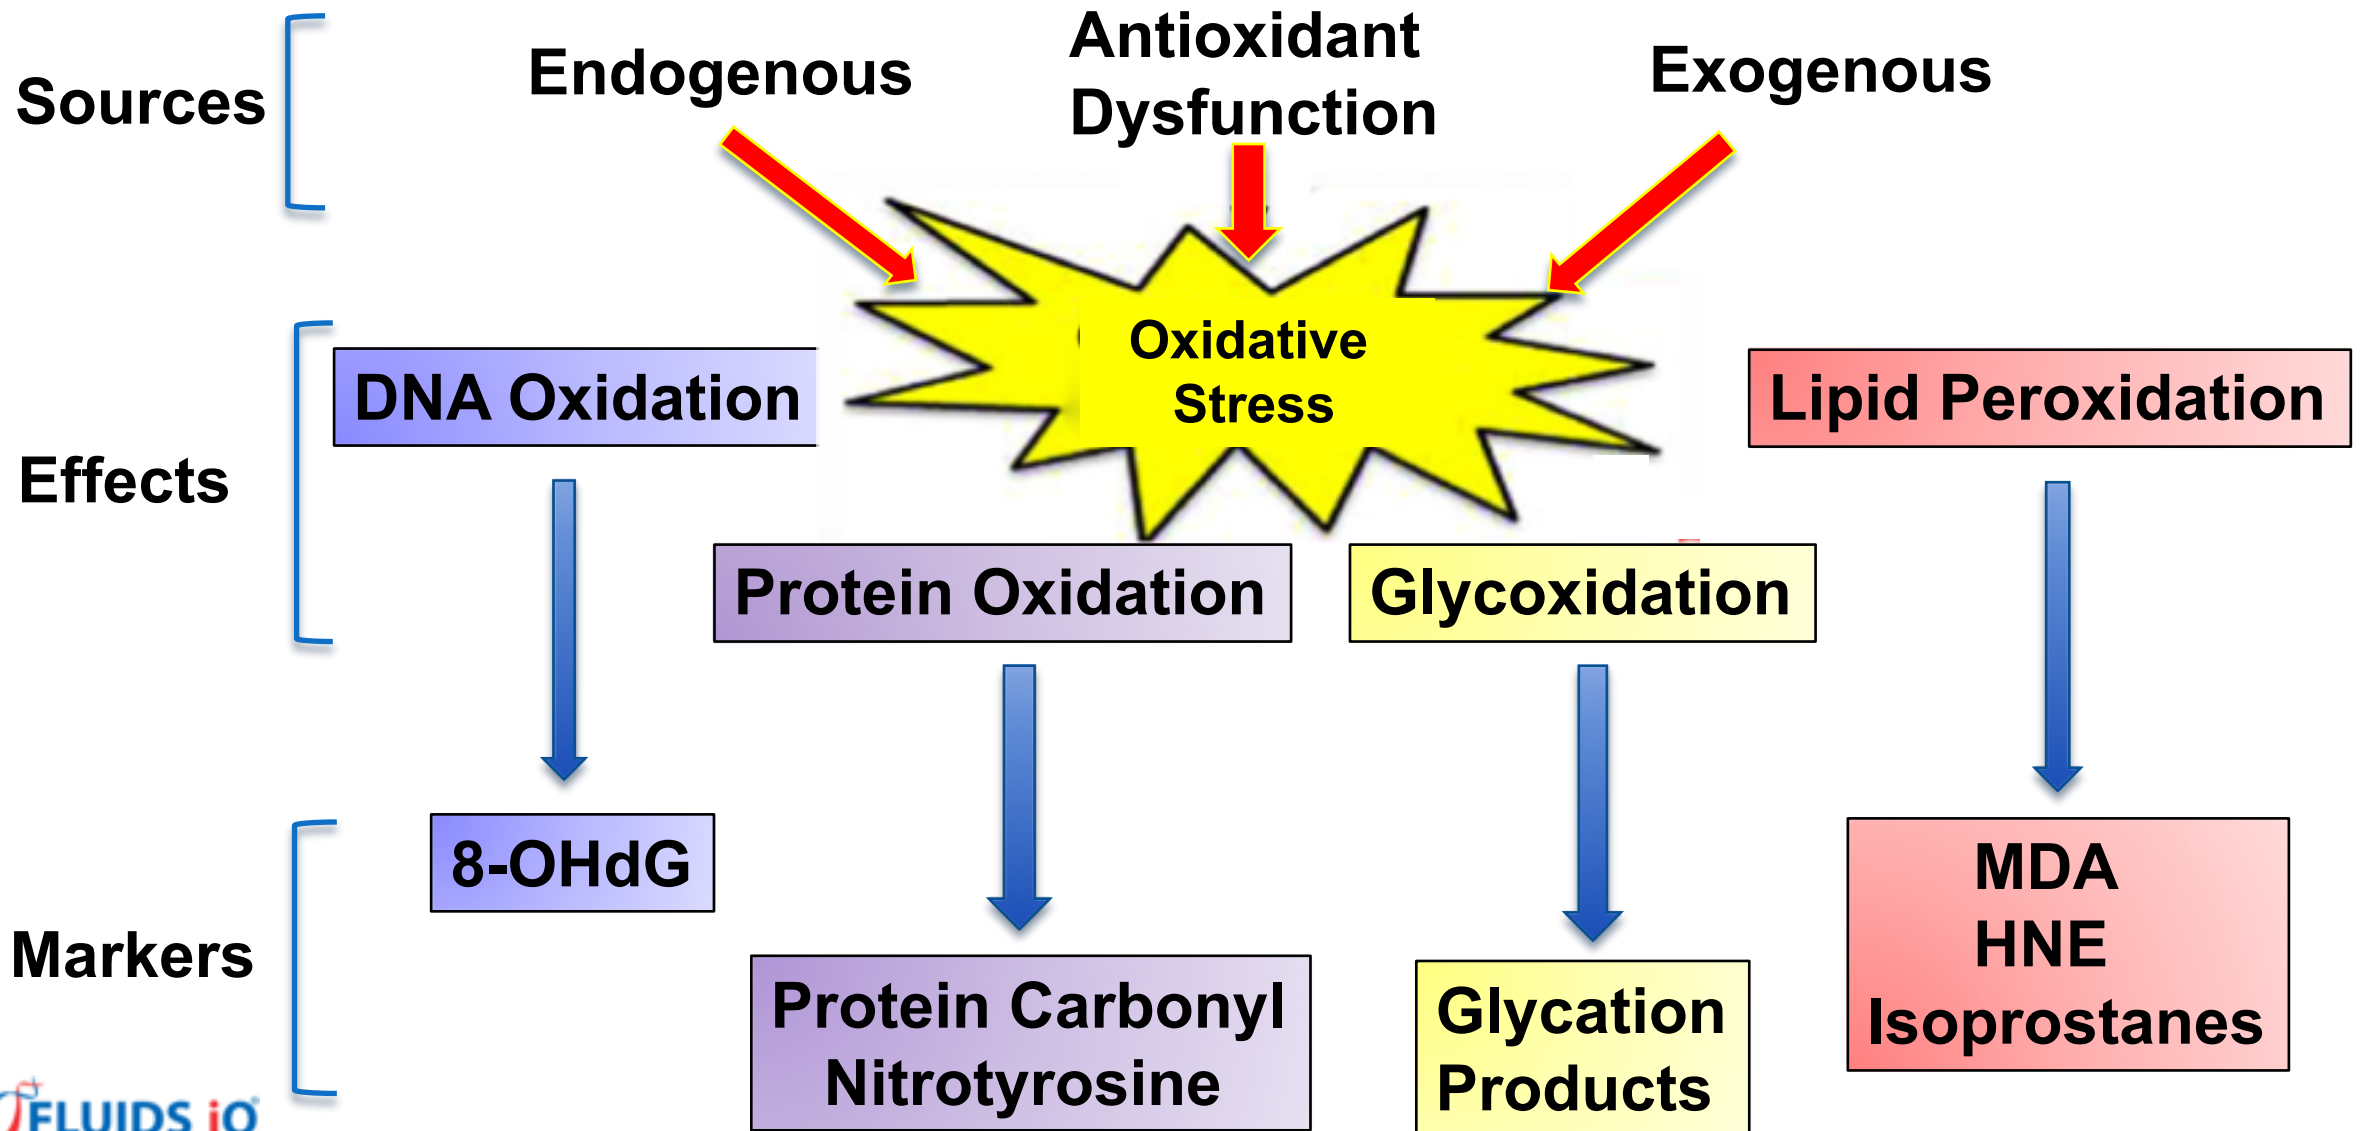 Sources
Endogenous
Antioxidant
Dysfunction
Exogenous
Oxidative
Stress
Effects
DNA Oxidation
Lipid Peroxidation
Protein Oxidation
Glycoxidation
Markers
8-OHdG
Protein Carbonyl
Nitrotyrosine
Glycation
Products
MDA
HNE
Isoprostanes
FLUIDS iQ